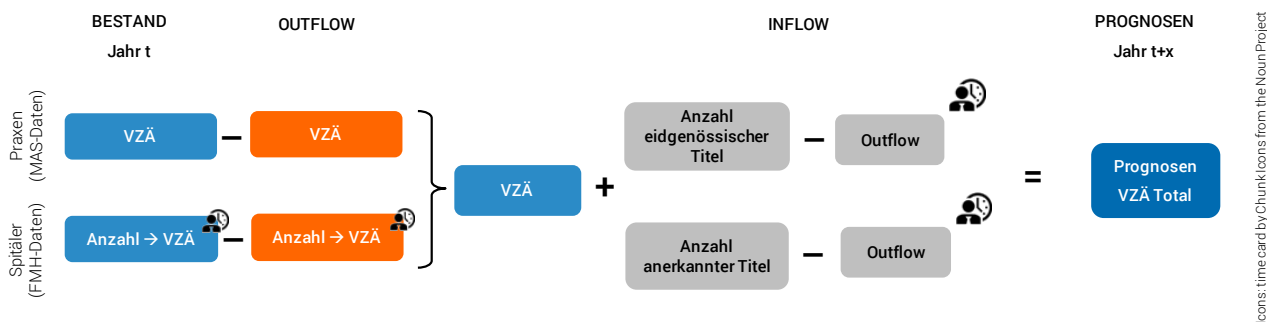 BESTAND
Jahr t
OUTFLOW
INFLOW
PROGNOSEN
Jahr t+x
Praxen
(MAS-Daten)
VZÄ
–
VZÄ
Spitäler
(FMH-Daten)
Anzahl → VZÄ
–
Anzahl → VZÄ
VZÄ
+
Anzahl
eidgenössischer
Titel
–
Outflow
Anzahl
anerkannter Titel
–
Outflow
=
Prognosen
VZÄ Total
Icons: time card by Chunk Icons from the Noun Project